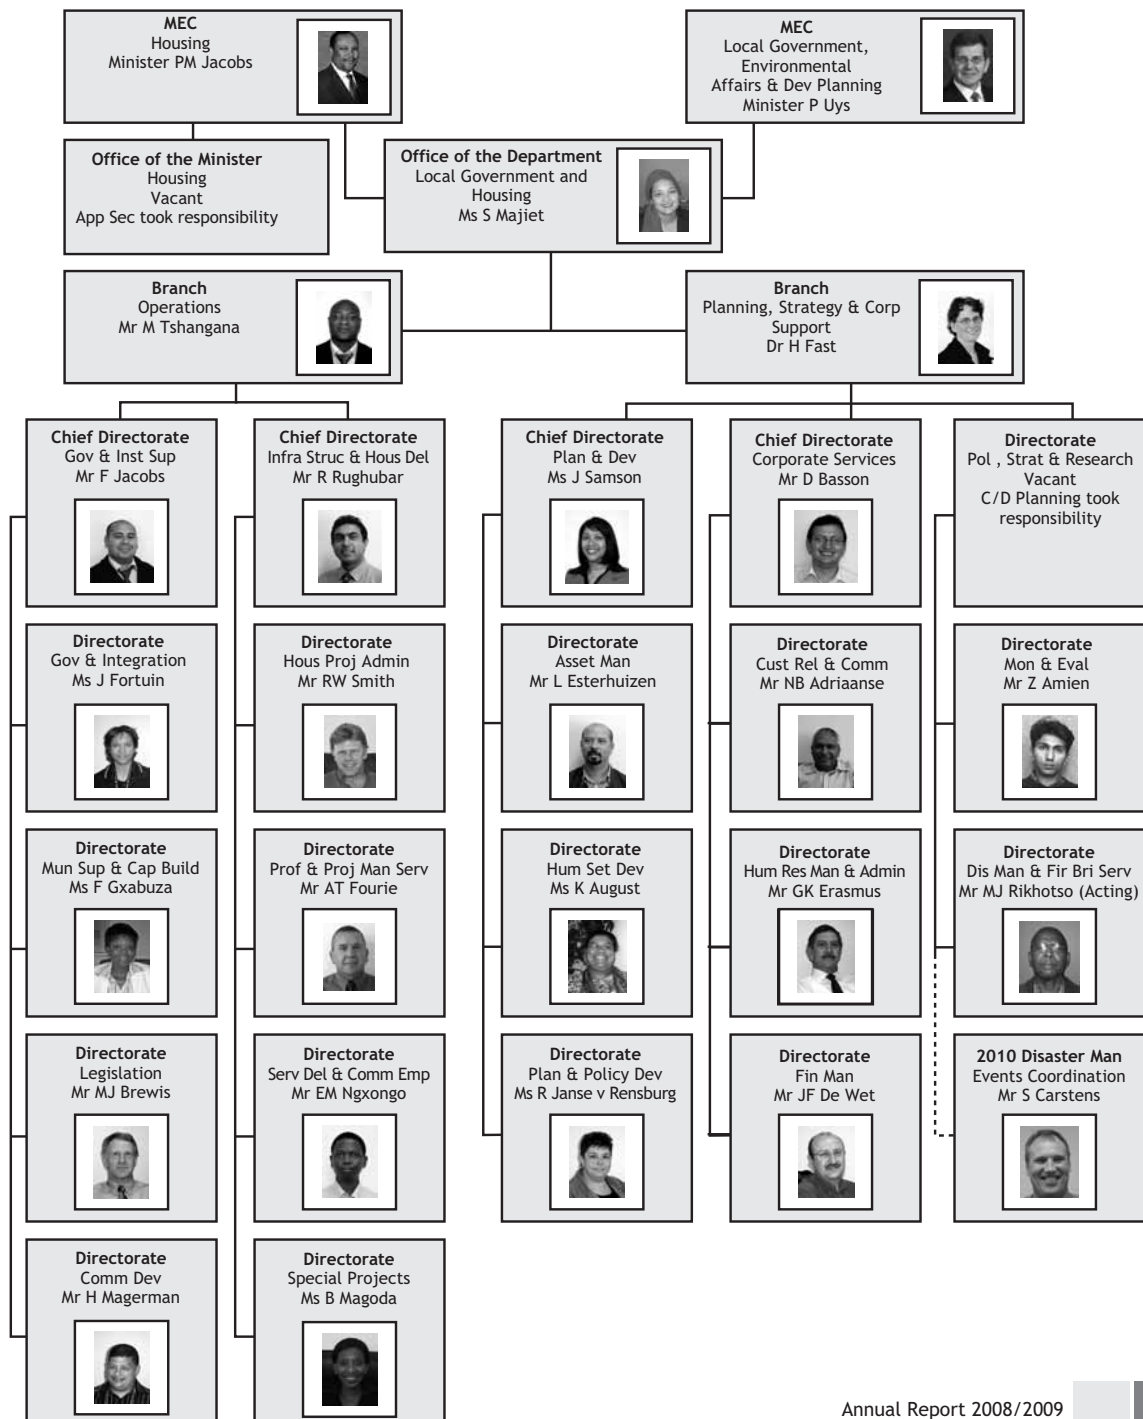 MEC
Housing
Minister PM Jacobs
MEC
Local Government,
Environmental
Affairs & Dev Planning
Minister P Uys
Office of the Minister
Housing
Vacant
App Sec took responsibility
Office of the Department
Local Government and
Housing
Ms S Majiet
Branch
Operations
Mr M Tshangana
Branch
Planning, Strategy & Corp
Support
Dr H Fast
Chief Directorate
Gov & Inst Sup
Mr F Jacobs
Chief Directorate
Infra Struc & Hous Del
Mr R Rughubar
Chief Directorate
Plan & Dev
Ms J Samson
Chief Directorate
Corporate Services
Mr D Basson
Directorate
Pol , Strat & Research
Vacant
C/D Planning took
responsibility
Directorate
Gov & Integration
Ms J Fortuin
Directorate
Hous Proj Admin
Mr RW Smith
Directorate
Asset Man
Mr L Esterhuizen
Directorate
Cust Rel & Comm
Mr NB Adriaanse
Directorate
Mon & Eval
Mr Z Amien
Directorate
Mun Sup & Cap Build
Ms F Gxabuza
Directorate
Prof & Proj Man Serv
Mr AT Fourie
Directorate
Hum Set Dev
Ms K August
Directorate
Hum Res Man & Admin
Mr GK Erasmus
Directorate
Dis Man & Fir Bri Serv
Mr MJ Rikhotso (Acting)
Directorate
Legislation
Mr MJ Brewis
Directorate
Serv Del & Comm Emp
Mr EM Ngxongo
Directorate
Plan & Policy Dev
Ms R Janse v Rensburg
Directorate
Fin Man
Mr JF De Wet
2010 Disaster Man
Events Coordination
Mr S Carstens
Directorate
Comm Dev
Mr H Magerman
Directorate
Special Projects
Ms B Magoda
Annual Report 2008/2009